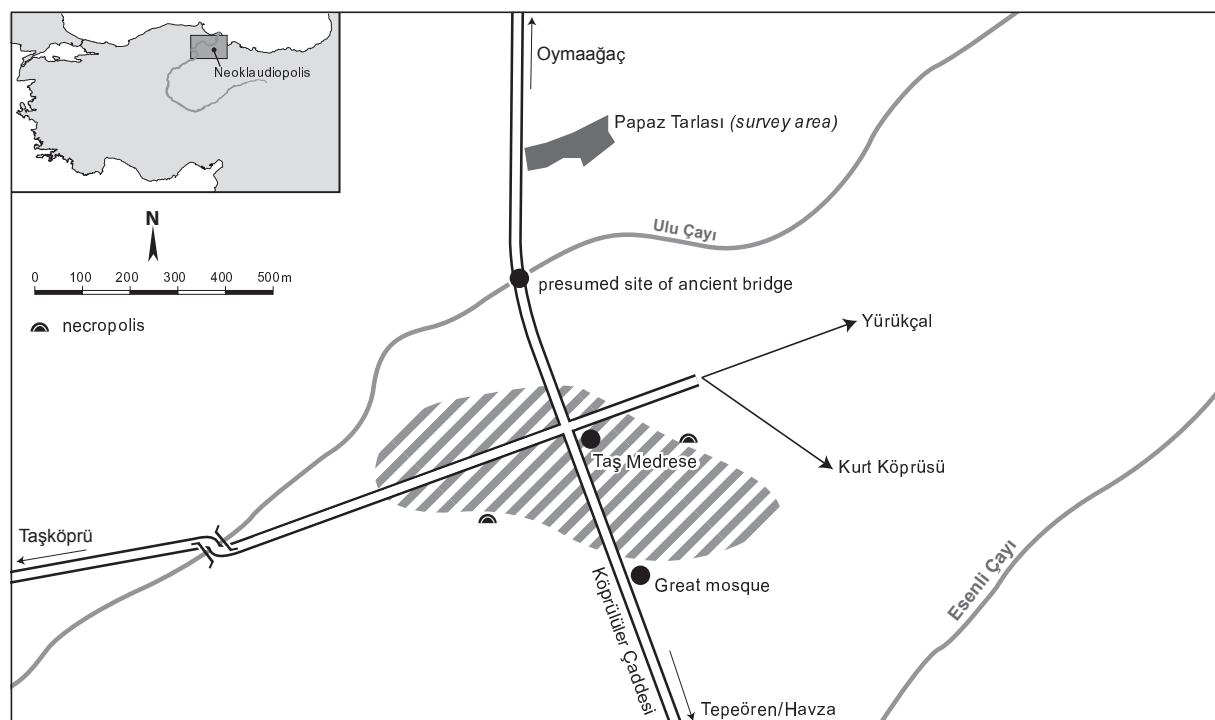 Neoklaudiopolis
Oymaağaç
Papaz Tarlası (survey area)
N
Ulu Çayı
0 100 200 300 400 500 m
presumed site of ancient bridge
necropolis
Yürükçal
Taş Medrese
Kurt Köprüsü
Taşköprü
Esenli Çayı
Great mosque
Köprülüler Çaddesi
Tepeören/Havza